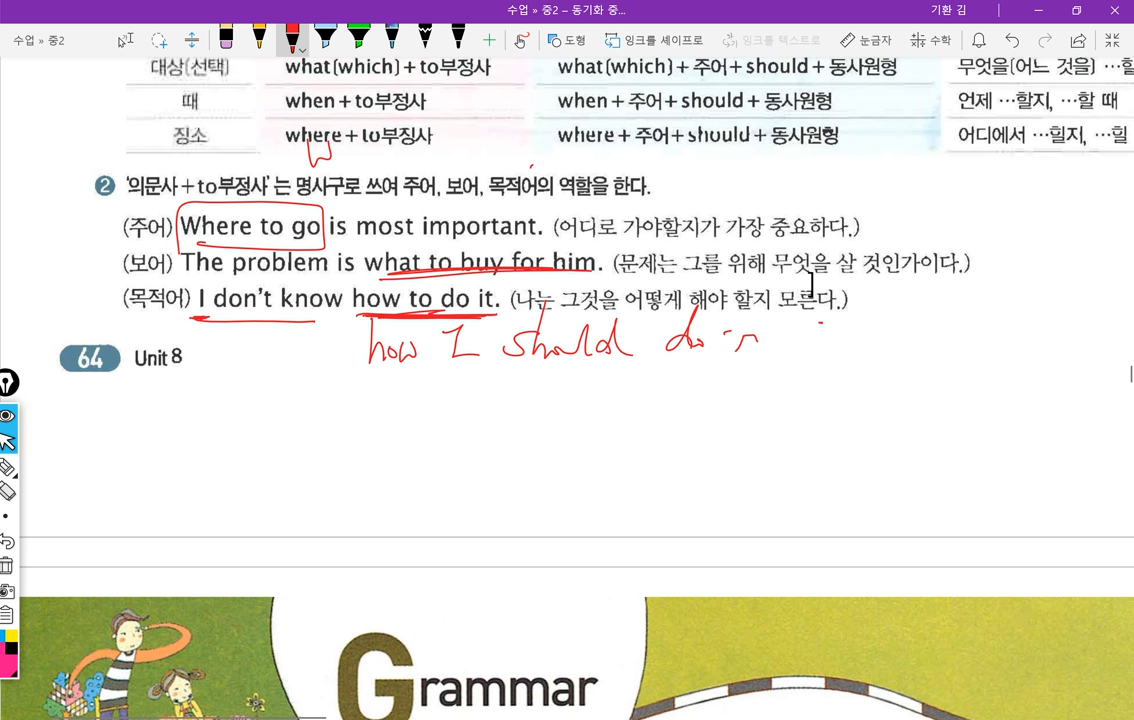 수업 » 중2 – 동기화 중...
기환 김
수업 » 중2
도형
잉크를 셰이프로
잉크를 텍스트로
눈금자
수학
대상(선택) what(which)+to부정사 what(which)+주어+should+동사원형 무엇을(어느 것을) …할
때 when+to부정사 when+주어+should+동사원형 언제 …할지, …할 때
장소 where+to부정사 where+주어+should+동사원형 어디에서 …할지, …할
W
2 '의문사+to부정사'는 명사구로 쓰여 주어, 보어, 목적어의 역할을 한다.
(주어) Where to go is most important. (어디로 가야할지가 가장 중요하다.)
(보어) The problem is what to buy for him. (문제는 그를 위해 무엇을 살 것인가이다.)
(목적어) I don't know how to do it. (나는 그것을 어떻게 해야 할지 모른다.)
how I should do
64 Unit 8
Grammar